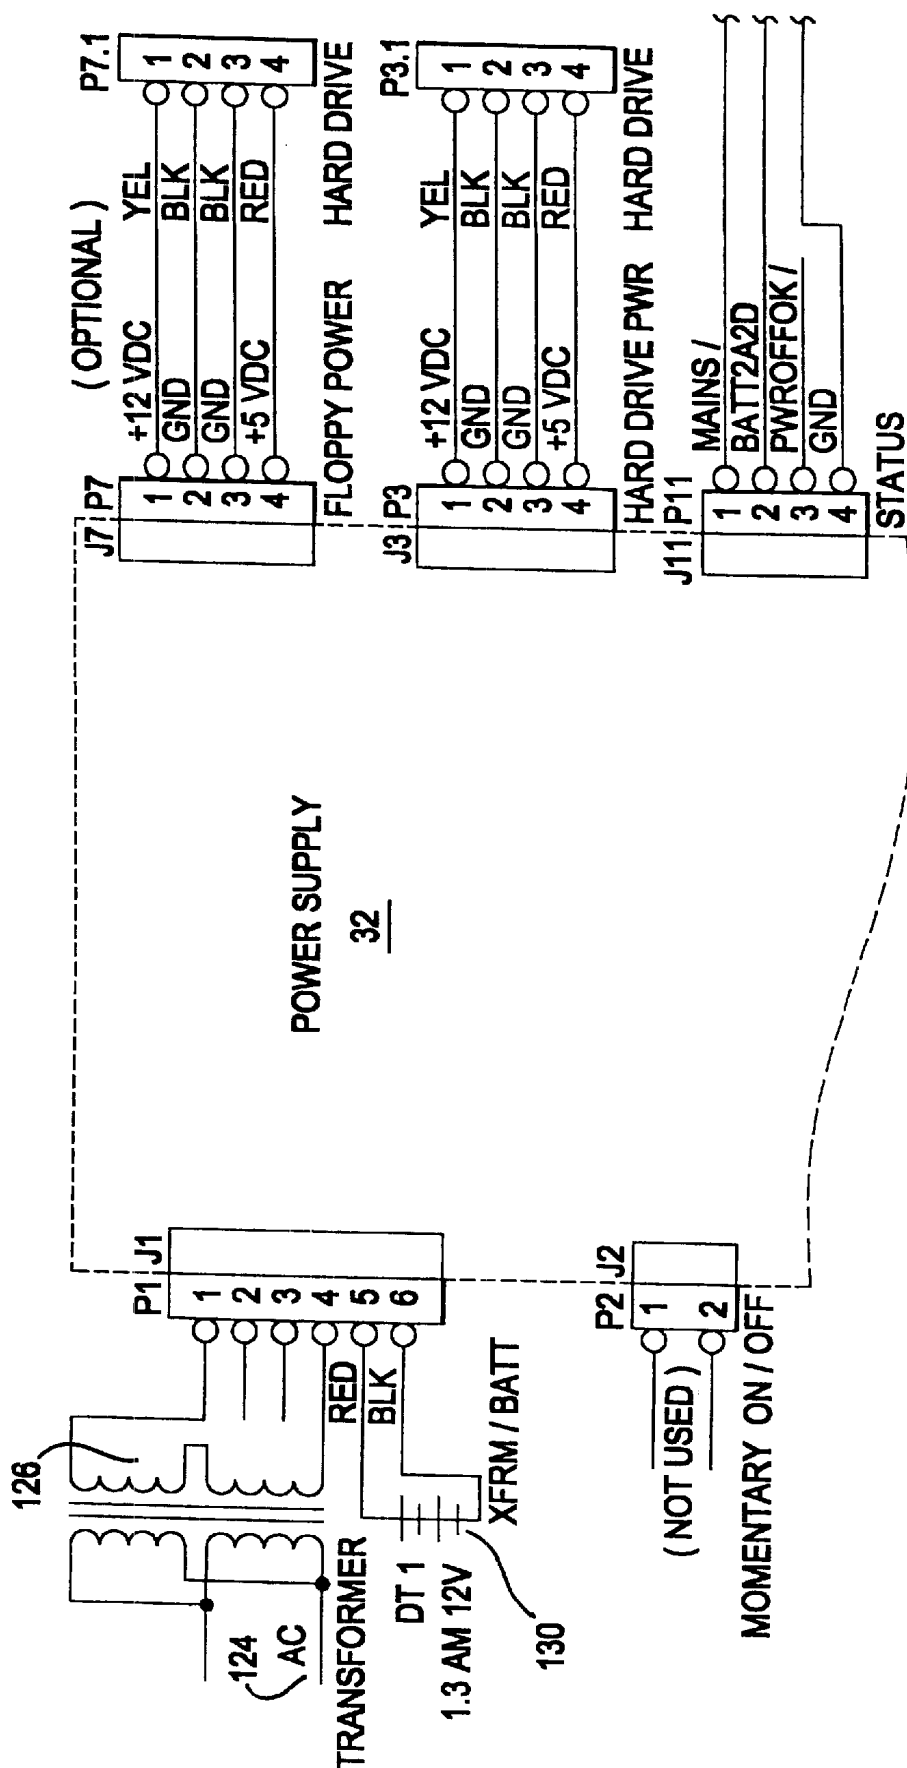 126
124
AC
TRANSFORMER
P1 J1
1
2
3
4
5
6
RED
BLK
DT 1
1.3 AM 12V
130
XFRM / BATT
P2 J2
1
2
( NOT USED )
MOMENTARY ON / OFF
POWER SUPPLY
32
( OPTIONAL )
J7 P7
P7.1
1 +12 VDC YEL 1
2 GND BLK 2
3 GND BLK 3
4 +5 VDC RED 4
FLOPPY POWER HARD DRIVE
J3 P3
P3.1
1 +12 VDC YEL 1
2 GND BLK 2
3 GND BLK 3
4 +5 VDC RED 4
HARD DRIVE PWR HARD DRIVE
J11 P11
1 MAINS /
2 BATT2A2D
3 PWROFFOK /
4 GND
STATUS